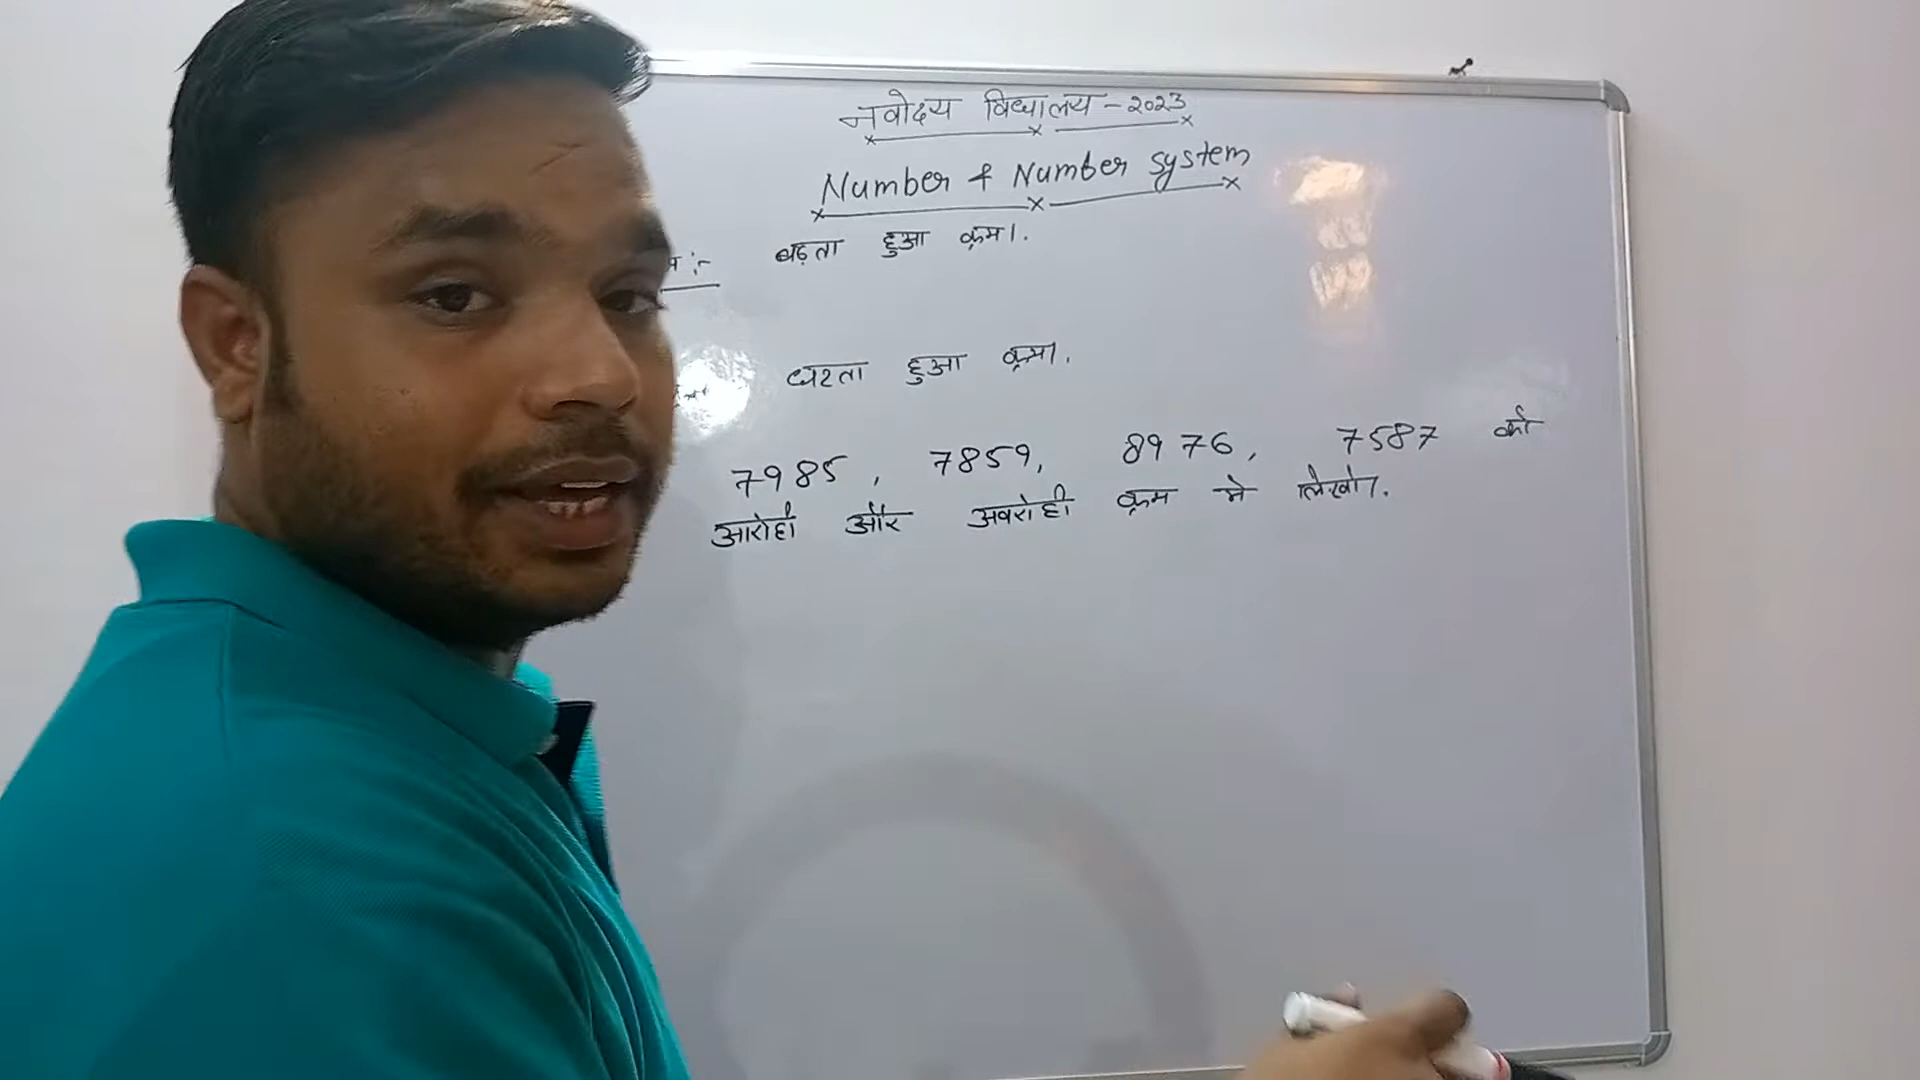 नवोदय विधालय - 2023
Number & Number System
बढ़ता हुआ क्रम।.
घटता हुआ क्रम।.
7985, 7859, 8976, 7587 को
आरोही और अवरोही क्रम मे लिखो।.